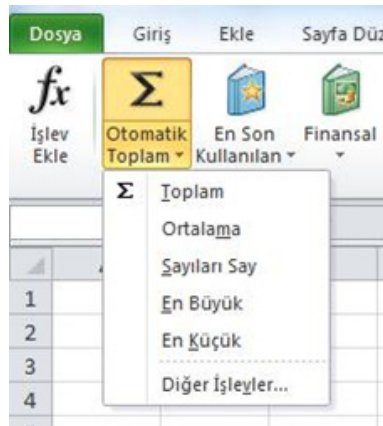 Dosya Giriş Ekle Sayfa Düz
fx Σ
İşlev Ekle
Otomatik Toplam
En Son Kullanılan
Finansal
Σ Toplam
Ortalama
Sayıları Say
En Büyük
En Küçük
Diğer İşlevler...
1
2
3
4